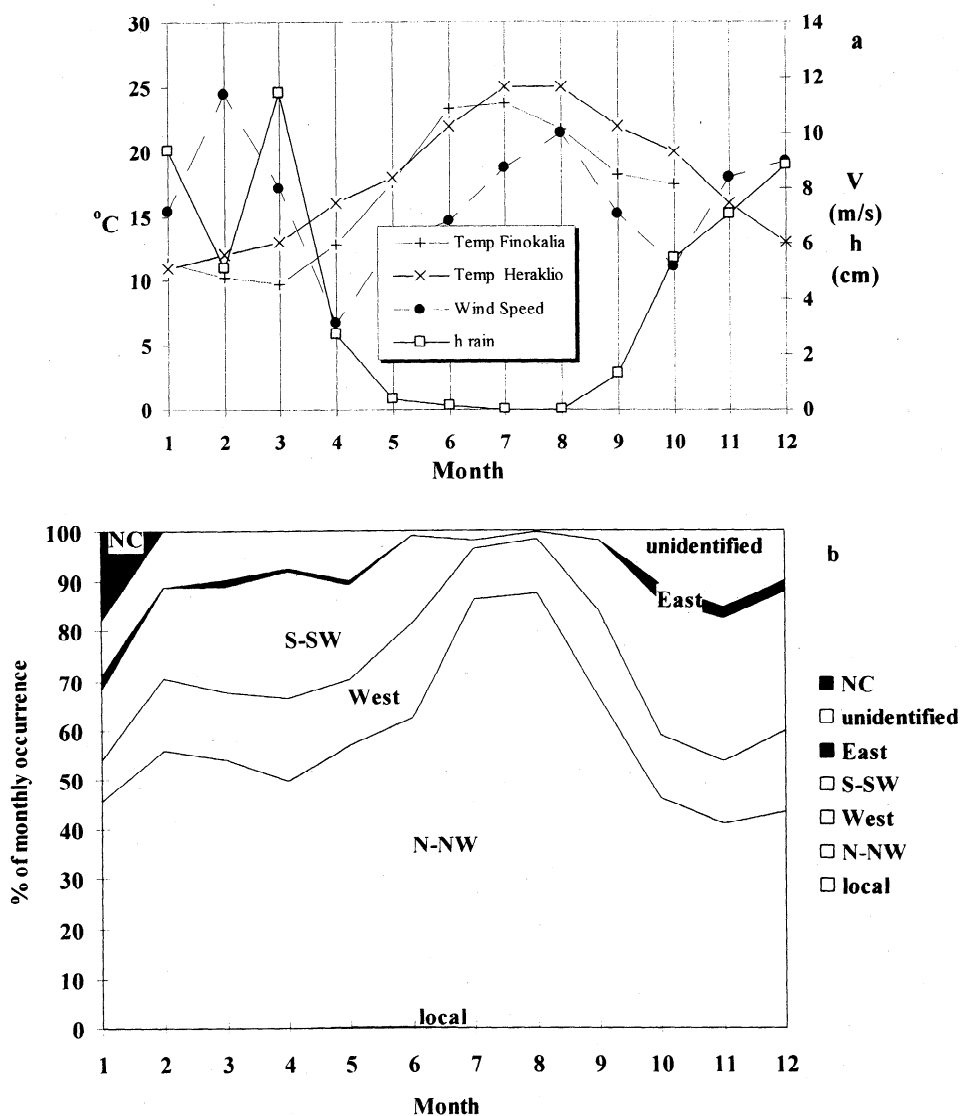 30
25
20
15
10
5
0
°C
a
14
12
10
8
6
4
2
0
V
(m/s)
h
(cm)
Temp Finokalia
Temp Heraklio
Wind Speed
h rain
1 2 3 4 5 6 7 8 9 10 11 12
Month
b
100
90
80
70
60
50
40
30
20
10
0
% of monthly occurrence
NC
unidentified
East
S-SW
West
N-NW
local
NC
unidentified
East
S-SW
West
N-NW
local
1 2 3 4 5 6 7 8 9 10 11 12
Month